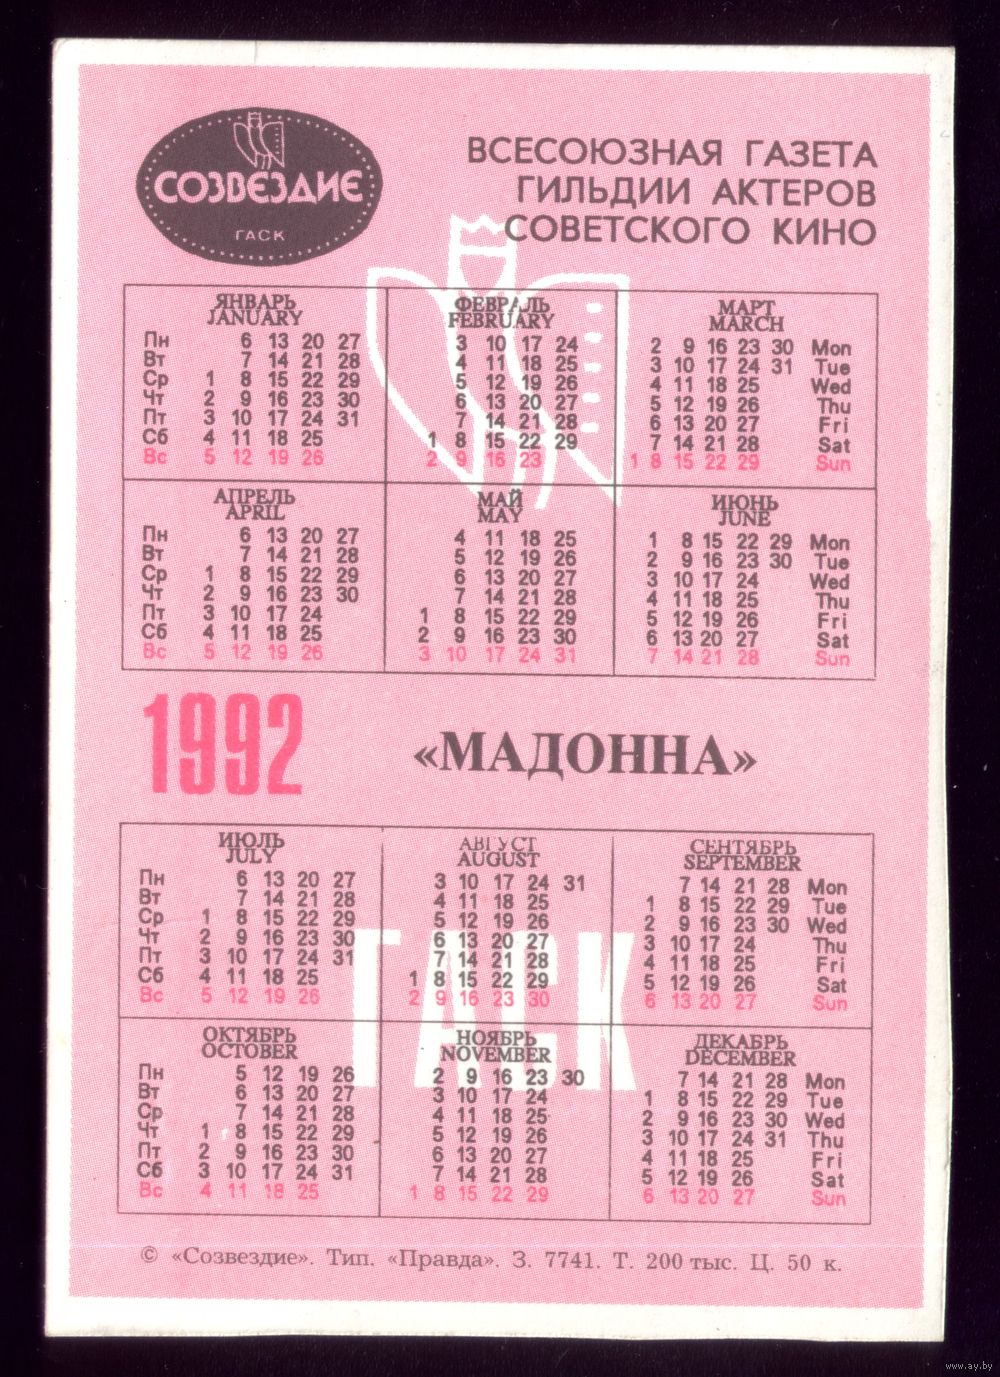 СОЗВЕЗДИЕ
ГАСК
ВСЕСОЮЗНАЯ ГАЗЕТА
ГИЛЬДИИ АКТЕРОВ
СОВЕТСКОГО КИНО
ЯНВАРЬ ФЕВРАЛЬ МАРТ
JANUARY FEBRUARY MARCH
Пн 6 13 20 27 3 10 17 24 2 9 16 23 30 Mon
Вт 7 14 21 28 4 11 18 25 3 10 17 24 31 Tue
Ср 1 8 15 22 29 5 12 19 26 4 11 18 25 Wed
Чт 2 9 16 23 30 6 13 20 27 5 12 19 26 Thu
Пт 3 10 17 24 31 7 14 21 28 6 13 20 27 Fri
Сб 4 11 18 25 1 8 15 22 29 7 14 21 28 Sat
Вс 5 12 19 26 2 9 16 23 1 8 15 22 29 Sun
АПРЕЛЬ МАЙ ИЮНЬ
APRIL MAY JUNE
Пн 6 13 20 27 4 11 18 25 1 8 15 22 29 Mon
Вт 7 14 21 28 5 12 19 26 2 9 16 23 30 Tue
Ср 1 8 15 22 29 6 13 20 27 3 10 17 24 Wed
Чт 2 9 16 23 30 7 14 21 28 4 11 18 25 Thu
Пт 3 10 17 24 1 8 15 22 29 5 12 19 26 Fri
Сб 4 11 18 25 2 9 16 23 30 6 13 20 27 Sat
Вс 5 12 19 26 3 10 17 24 31 7 14 21 28 Sun
1992 «МАДОННА»
ИЮЛЬ АВГУСТ СЕНТЯБРЬ
JULY AUGUST SEPTEMBER
Пн 6 13 20 27 3 10 17 24 31 7 14 21 28 Mon
Вт 7 14 21 28 4 11 18 25 1 8 15 22 29 Tue
Ср 1 8 15 22 29 5 12 19 26 2 9 16 23 30 Wed
Чт 2 9 16 23 30 6 13 20 27 3 10 17 24 Thu
Пт 3 10 17 24 31 7 14 21 28 4 11 18 25 Fri
Сб 4 11 18 25 1 8 15 22 29 5 12 19 26 Sat
Вс 5 12 19 26 2 9 16 23 30 6 13 20 27 Sun
ГАСК
ОКТЯБРЬ НОЯБРЬ ДЕКАБРЬ
OCTOBER NOVEMBER DECEMBER
Пн 5 12 19 26 2 9 16 23 30 7 14 21 28 Mon
Вт 6 13 20 27 3 10 17 24 1 8 15 22 29 Tue
Ср 7 14 21 28 4 11 18 25 2 9 16 23 30 Wed
Чт 1 8 15 22 29 5 12 19 26 3 10 17 24 31 Thu
Пт 2 9 16 23 30 6 13 20 27 4 11 18 25 Fri
Сб 3 10 17 24 31 7 14 21 28 5 12 19 26 Sat
Вс 4 11 18 25 1 8 15 22 29 6 13 20 27 Sun
© «Созвездие». Тип. «Правда». З. 7741. Т. 200 тыс. Ц. 50 к.
www.ay.by